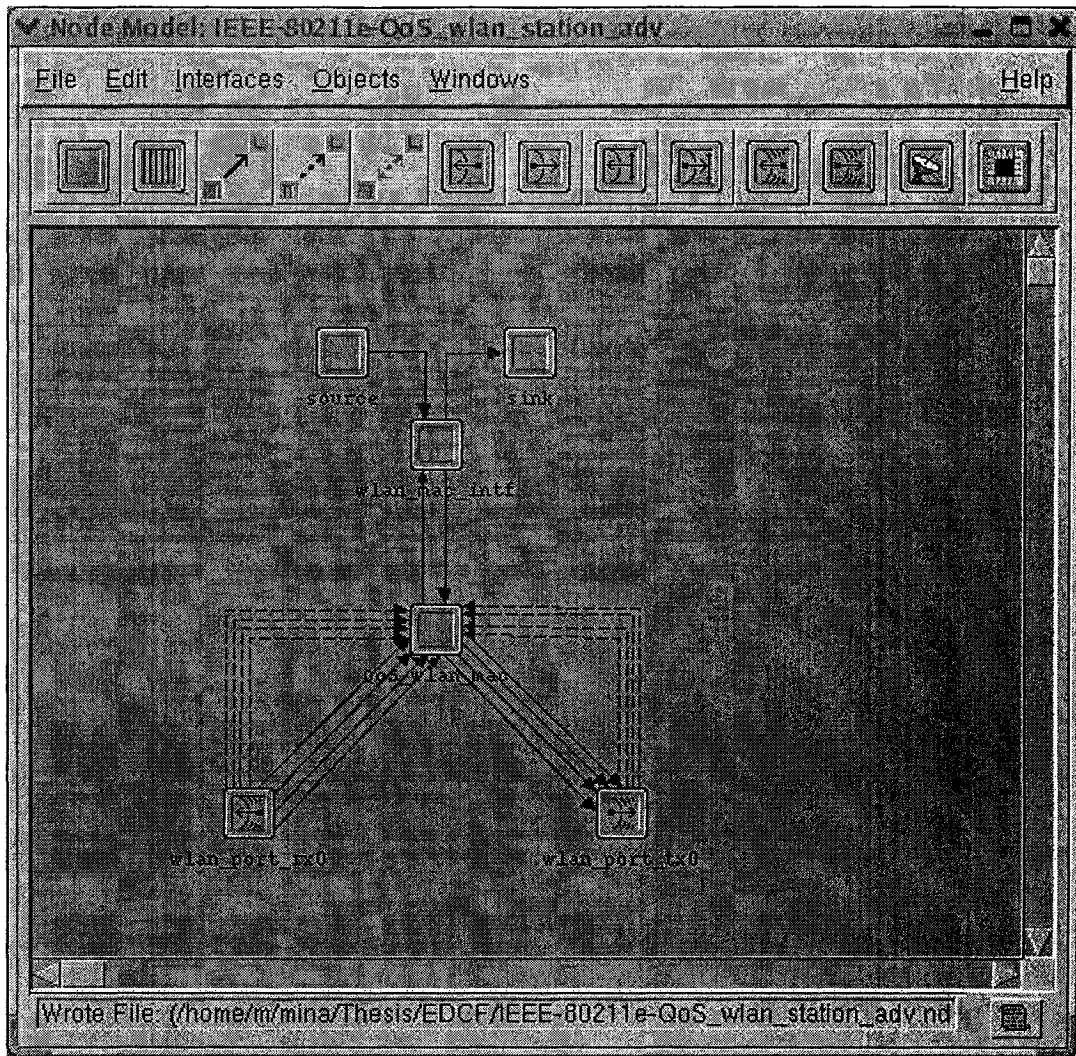 Node Model: IEEE-80211e-QoS_wlan_station_adv
File Edit Interfaces Objects Windows Help
source
sink
wlan_mac_intf
QoS_wlan_mac
wlan_port_rx0
wlan_port_tx0
Wrote File: (/home/m/mina/Thesis/EDCF/IEEE-80211e-QoS_wlan_station_adv.nd